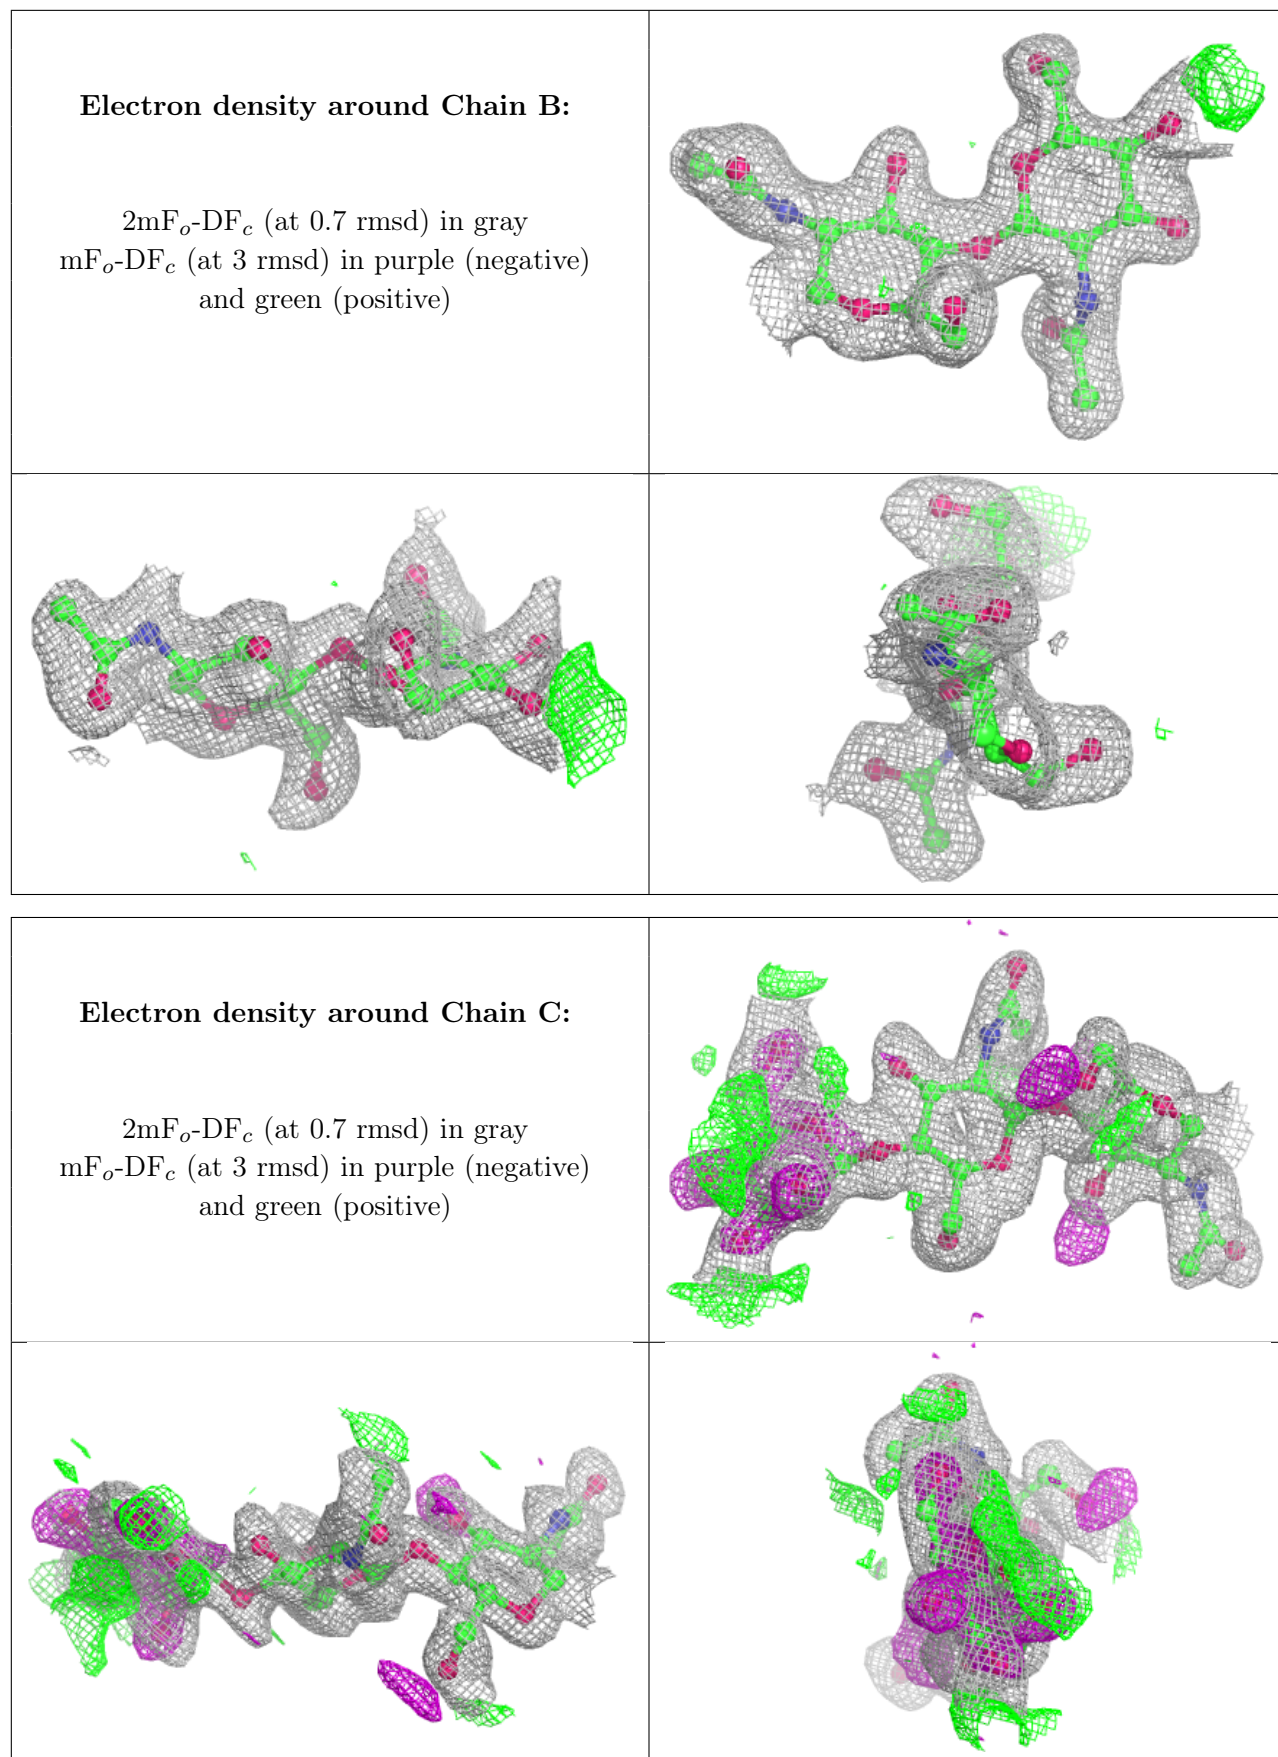 Electron density around Chain B:
2mFo-DFc (at 0.7 rmsd) in gray
mFo-DFc (at 3 rmsd) in purple (negative)
and green (positive)
Electron density around Chain C:
2mFo-DFc (at 0.7 rmsd) in gray
mFo-DFc (at 3 rmsd) in purple (negative)
and green (positive)